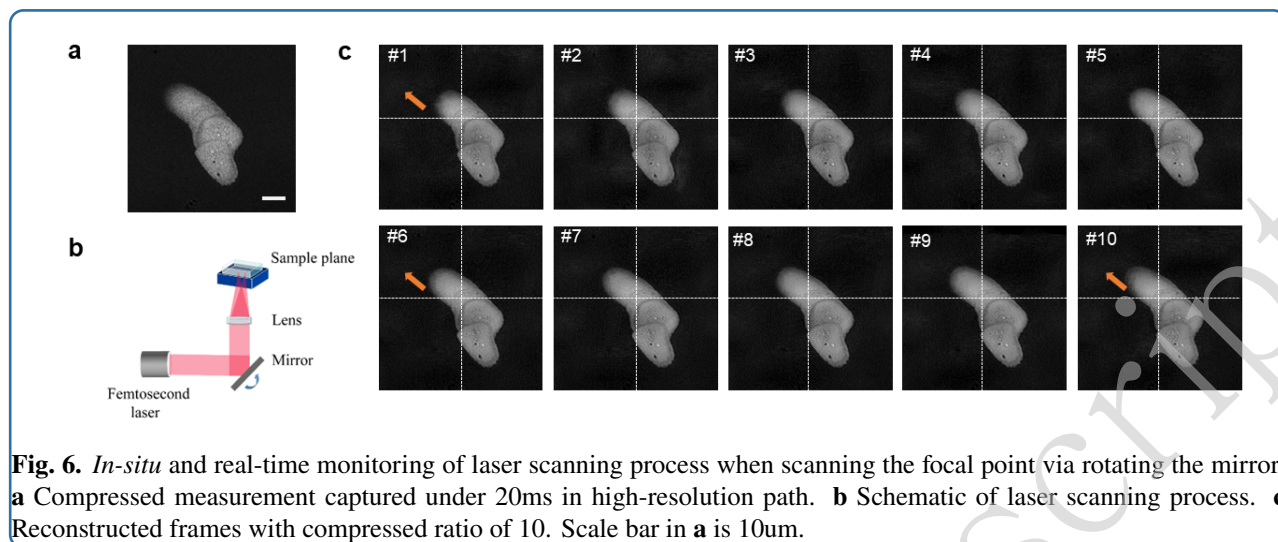 a
c
#1
#2
#3
#4
#5
b
Sample plane
Lens
Mirror
Femtosecond
laser
#6
#7
#8
#9
#10
Fig. 6. In-situ and real-time monitoring of laser scanning process when scanning the focal point via rotating the mirror
a Compressed measurement captured under 20ms in high-resolution path. b Schematic of laser scanning process. c
Reconstructed frames with compressed ratio of 10. Scale bar in a is 10um.
script